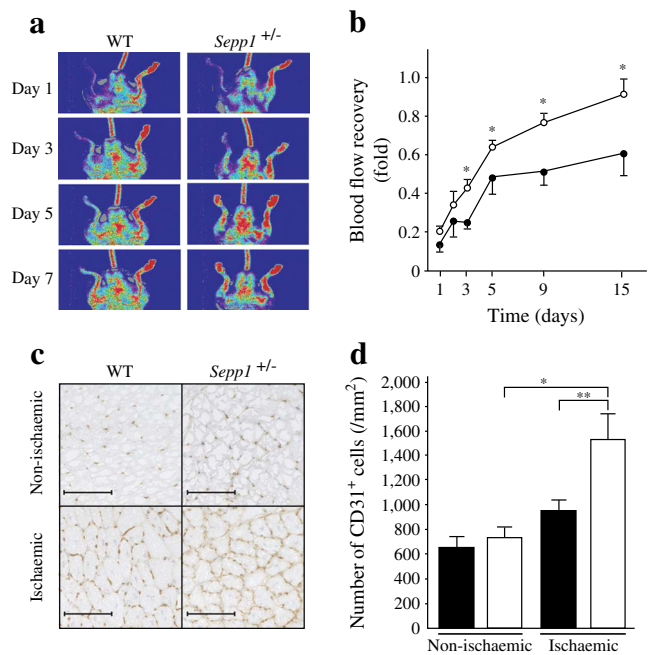 a
WT
Sepp1 +/-
Day 1
Day 3
Day 5
Day 7
b
Blood flow recovery
(fold)
1.0
0.8
0.6
0.4
0.2
0
*
*
*
*
1
3
5
9
15
Time (days)
c
WT
Sepp1 +/-
Non-ischaemic
Ischaemic
d
Number of CD31+ cells (/mm2)
2,000
1,800
1,600
1,400
1,200
1,000
800
600
400
200
0
*
**
Non-ischaemic
Ischaemic